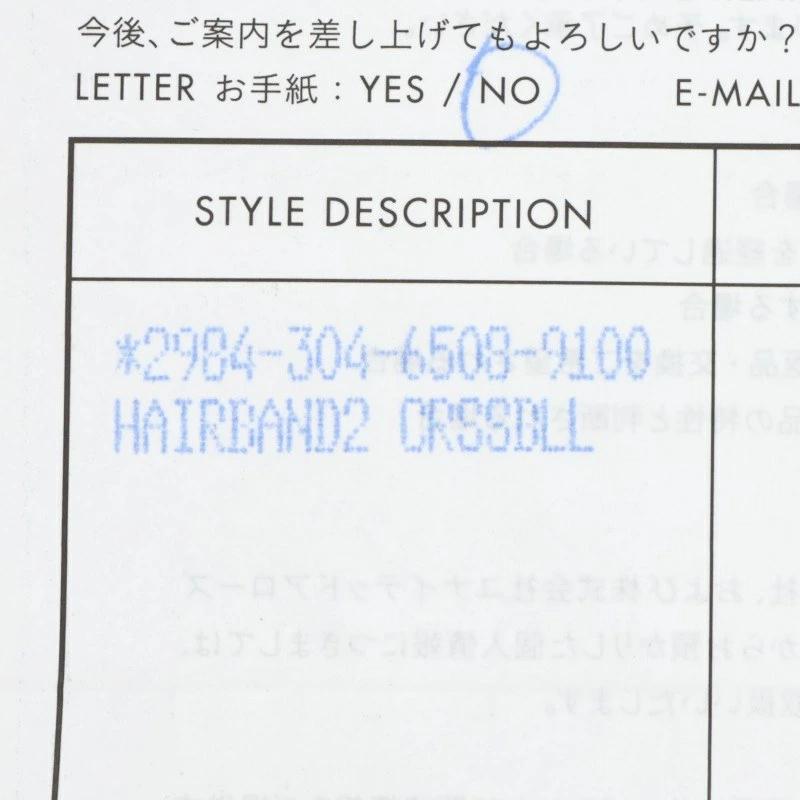 今後、ご案内を差し上げてもよろしいですか？
LETTER お手紙：YES / NO E-MAIL
STYLE DESCRIPTION
*2984-304-6508-9100
HAIRBAND2 CRSSBLL